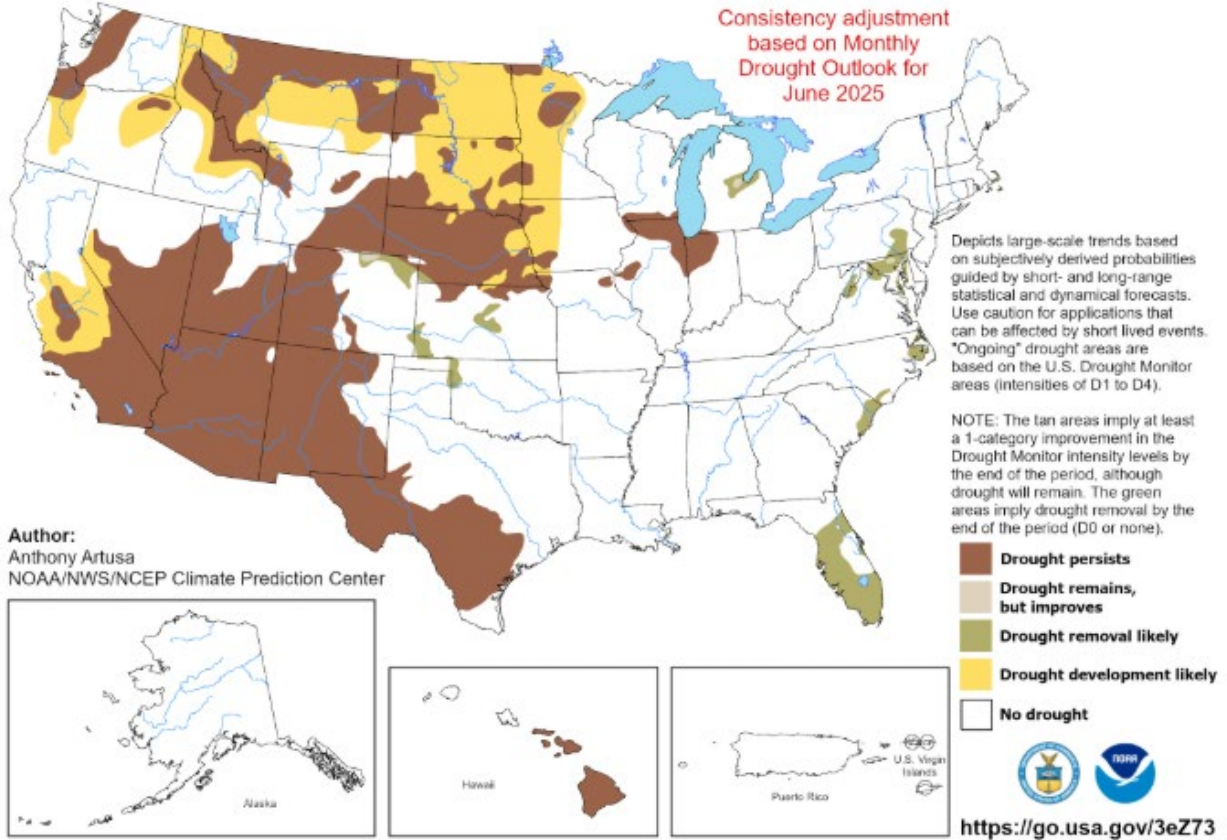 Consistency adjustment
based on Monthly
Drought Outlook for
June 2025
Depicts large-scale trends based
on subjectively derived probabilities
guided by short- and long-range
statistical and dynamical forecasts.
Use caution for applications that
can be affected by short lived events.
"Ongoing" drought areas are
based on the U.S. Drought Monitor
areas (intensities of D1 to D4).
NOTE: The tan areas imply at least
a 1-category improvement in the
Drought Monitor intensity levels by
the end of the period, although
drought will remain. The green
areas imply drought removal by the
end of the period (D0 or none).
Author:
Anthony Artusa
NOAA/NWS/NCEP Climate Prediction Center
Drought persists
Drought remains,
but improves
Drought removal likely
Drought development likely
No drought
Alaska
Hawaii
Puerto Rico
U.S. Virgin
Islands
NOAA
https://go.usa.gov/3eZ73